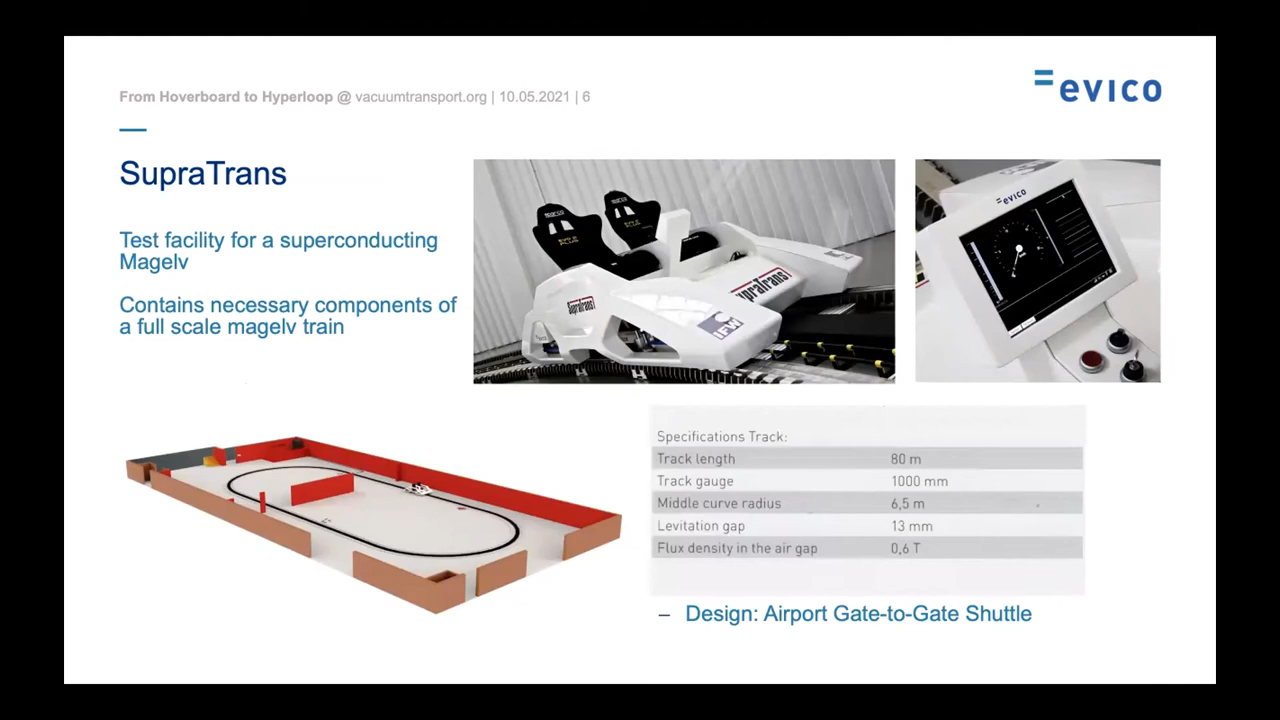 From Hoverboard to Hyperloop @ vacuumtransport.org | 10.05.2021 | 6
evico
SupraTrans
Test facility for a superconducting
Magelv
Contains necessary components of
a full scale magelv train
sparco
sparco
SupraTrans
SupraTrans
IFW
evico
Specifications Track:
Track length 80 m
Track gauge 1000 mm
Middle curve radius 6,5 m
Levitation gap 13 mm
Flux density in the air gap 0,6 T
– Design: Airport Gate-to-Gate Shuttle